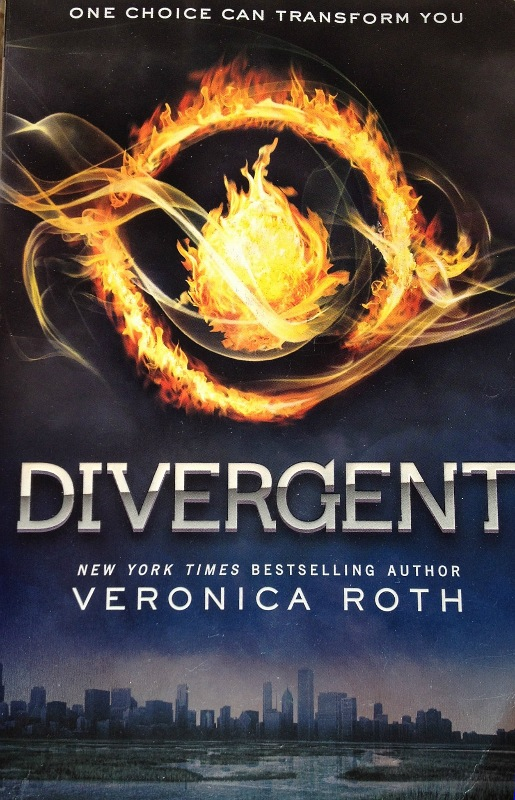 ONE CHOICE CAN TRANSFORM YOU
DIVERGENT
NEW YORK TIMES BESTSELLING AUTHOR
VERONICA ROTH